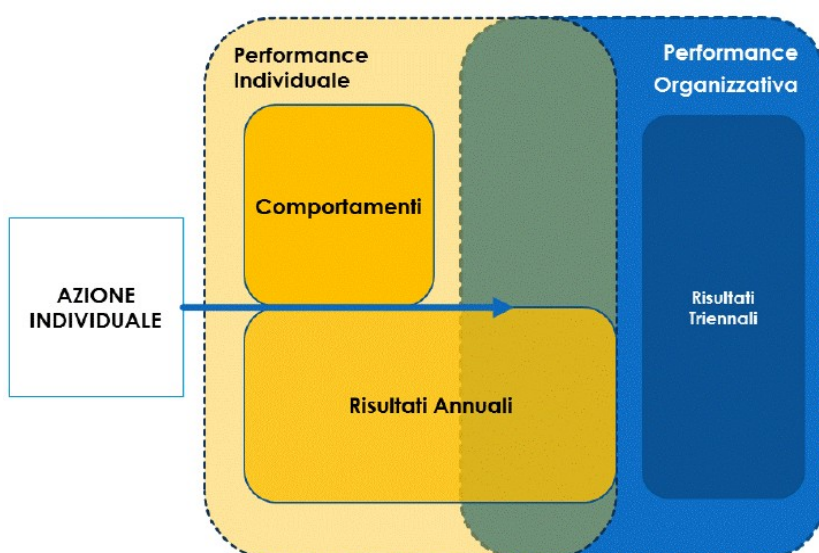 Performance
Individuale
Performance
Organizzativa
Comportamenti
AZIONE
INDIVIDUALE
Risultati
Triennali
Risultati Annuali